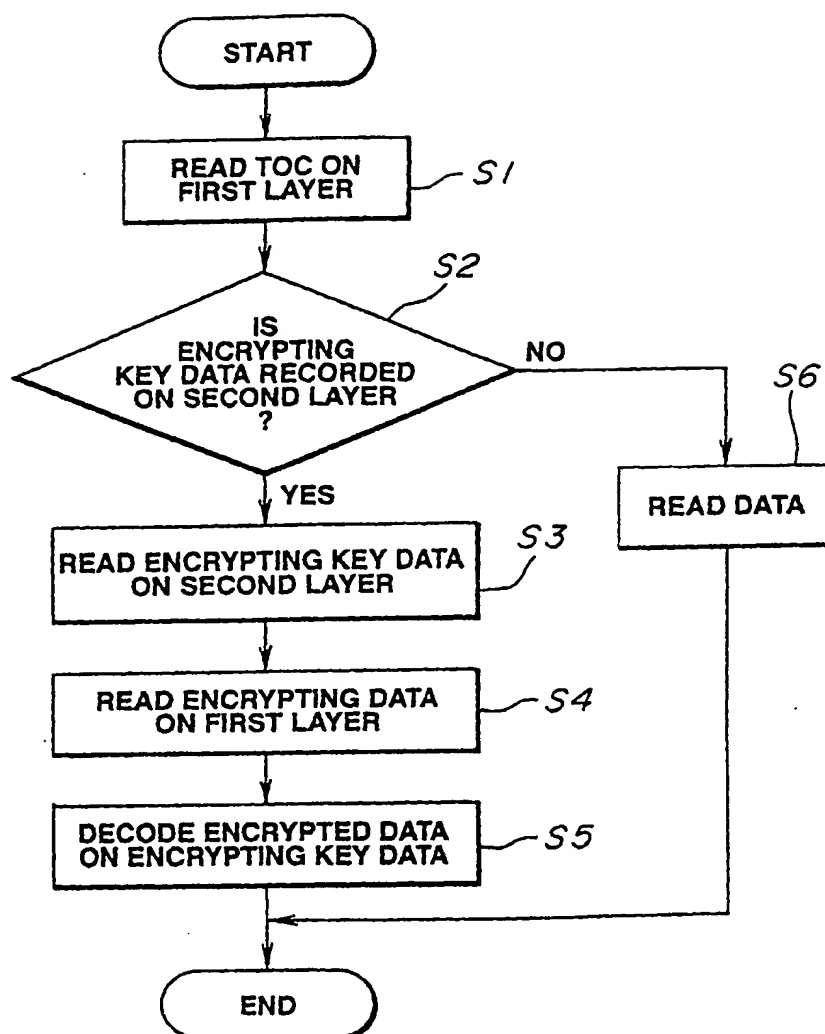 START
READ TOC ON
FIRST LAYER
S1
S2
IS
ENCRYPTING
KEY DATA RECORDED
ON SECOND LAYER
?
NO
S6
YES
READ DATA
READ ENCRYPTING KEY DATA
ON SECOND LAYER
S3
READ ENCRYPTING DATA
ON FIRST LAYER
S4
DECODE ENCRYPTED DATA
ON ENCRYPTING KEY DATA
S5
END